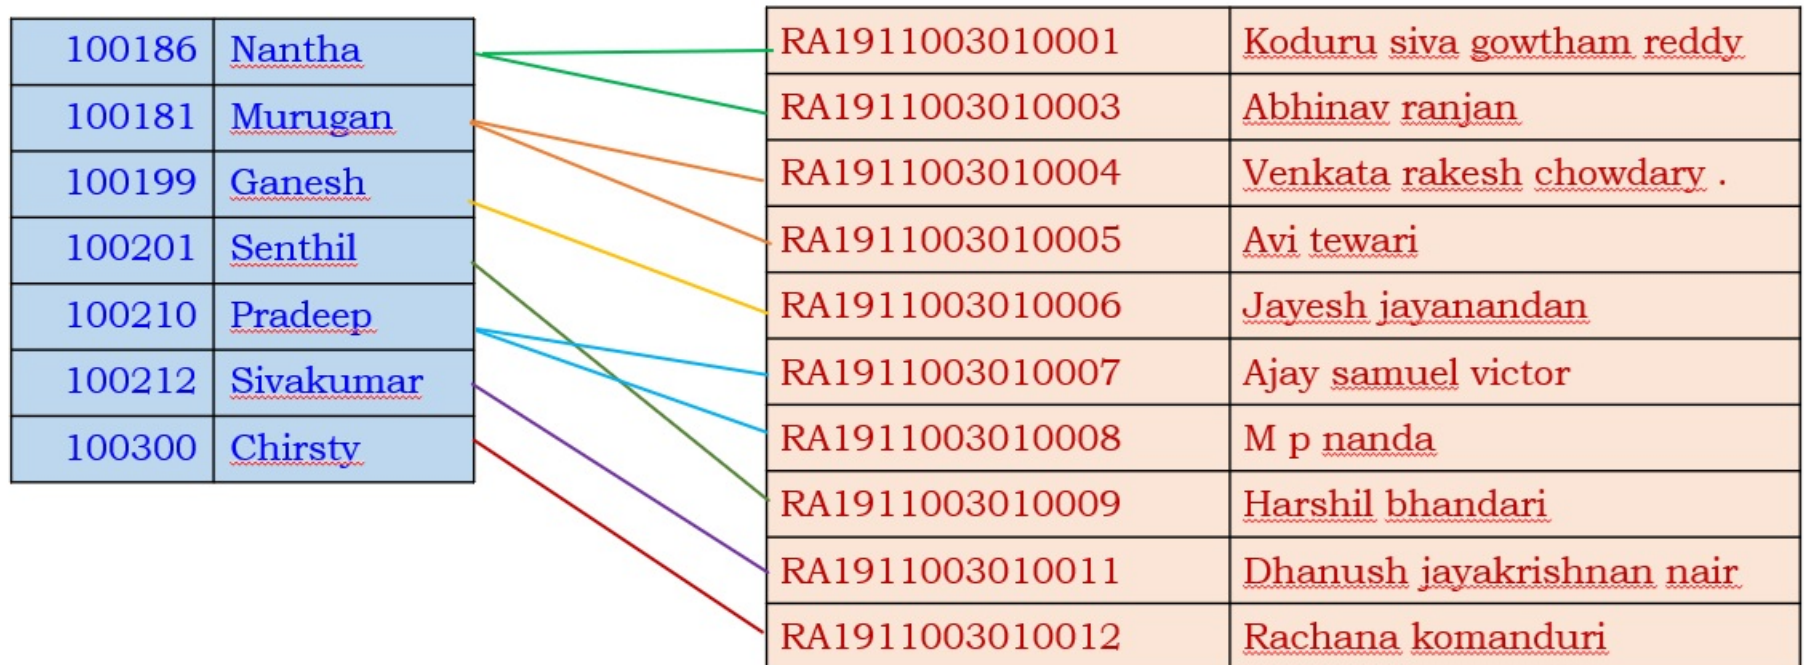 100186 Nantha
100181 Murugan
100199 Ganesh
100201 Senthil
100210 Pradeep
100212 Sivakumar
100300 Chirsty
RA1911003010001 Koduru siva gowtham reddy
RA1911003010003 Abhinav ranjan
RA1911003010004 Venkata rakesh chowdary .
RA1911003010005 Avi tewari
RA1911003010006 Jayesh jayanandan
RA1911003010007 Ajay samuel victor
RA1911003010008 M p nanda
RA1911003010009 Harshil bhandari
RA1911003010011 Dhanush jayakrishnan nair
RA1911003010012 Rachana komanduri